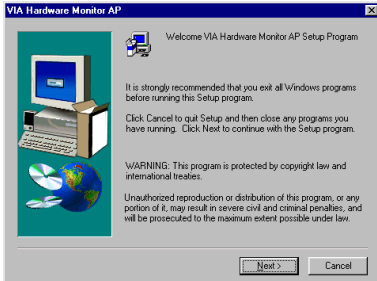 VIA Hardware Monitor AP
Welcome VIA Hardware Monitor AP Setup Program
It is strongly recommended that you exit all Windows programs
before running this Setup program.
Click Cancel to quit Setup and then close any programs you
have running. Click Next to continue with the Setup program.
WARNING: This program is protected by copyright law and
international treaties.
Unauthorized reproduction or distribution of this program, or any
portion of it, may result in severe civil and criminal penalties, and
will be prosecuted to the maximum extent possible under law.
Next >
Cancel